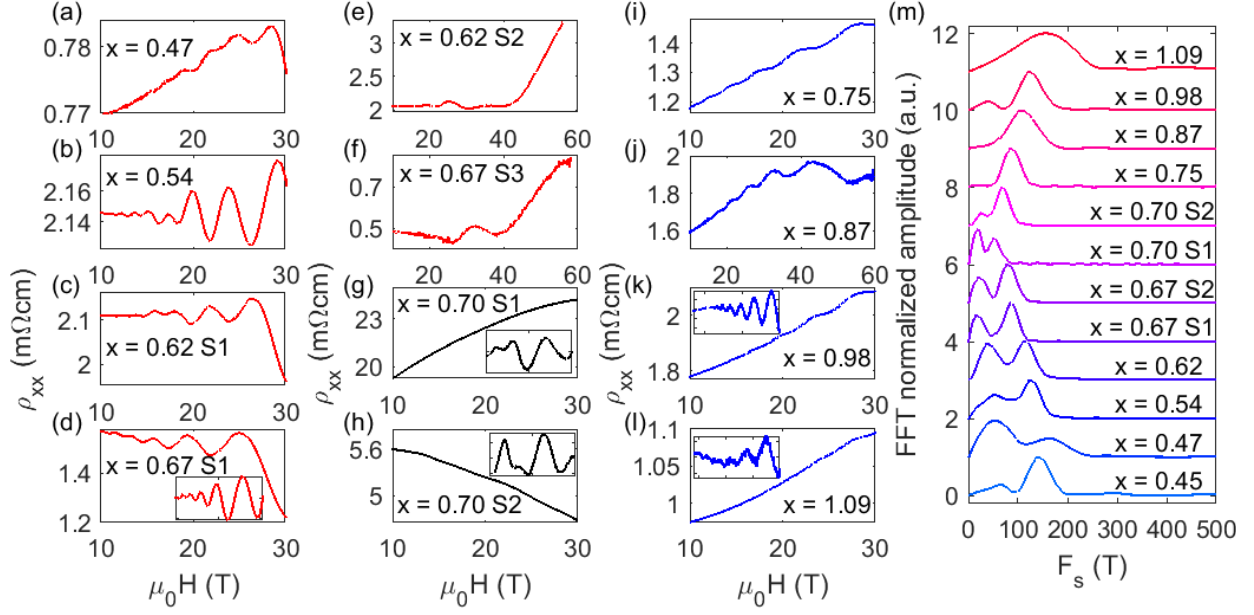 (a)
0.78
x = 0.47
0.77
10 20 30
(b)
x = 0.54
2.16
2.14
10 20 30
(c)
2.1
x = 0.62 S1
2
10 20 30
(d)
x = 0.67 S1
1.4
1.2
10 20 30
ρxx (mΩcm)
μ0H (T)
(e)
x = 0.62 S2
3
2.5
2
10 20 40 60
(f)
x = 0.67 S3
0.7
0.5
20 40 60
(g)
x = 0.70 S1
23
20
10 20 30
(h)
5.6
5
x = 0.70 S2
10 20 30
ρxx (mΩcm)
μ0H (T)
(i)
1.4
1.3
1.2
x = 0.75
10 20 30
(j)
2
1.8
1.6
x = 0.87
20 40 60
(k)
2
1.8
x = 0.98
10 20 30
(l)
1.1
1.05
1
x = 1.09
10 20 30
ρxx (mΩcm)
μ0H (T)
(m)
FFT normalized amplitude (a.u.)
12
10
8
6
4
2
0
x = 1.09
x = 0.98
x = 0.87
x = 0.75
x = 0.70 S2
x = 0.70 S1
x = 0.67 S2
x = 0.67 S1
x = 0.62
x = 0.54
x = 0.47
x = 0.45
0 100 200 300 400 500
Fs (T)